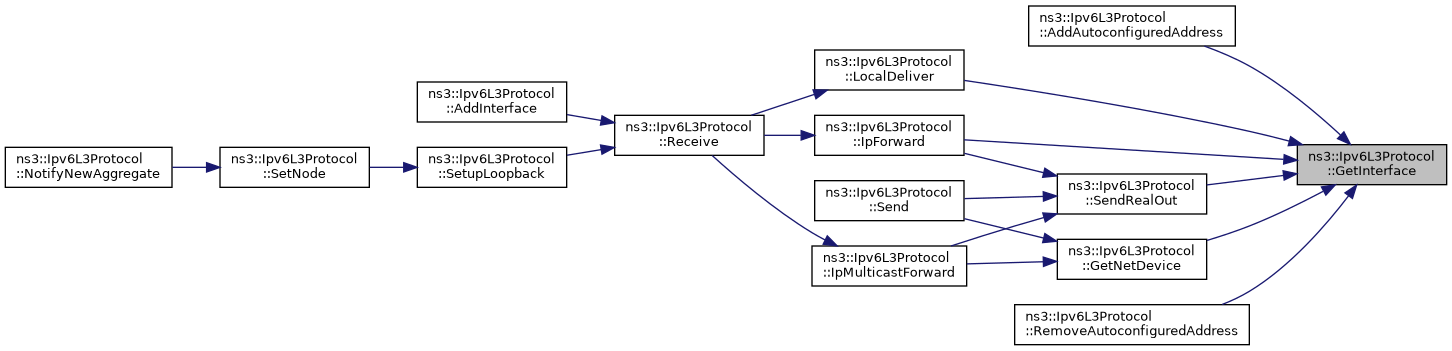 ns3::Ipv6L3Protocol
::AddAutoconfiguredAddress
ns3::Ipv6L3Protocol
::LocalDeliver
ns3::Ipv6L3Protocol
::AddInterface
ns3::Ipv6L3Protocol
::Receive
ns3::Ipv6L3Protocol
::IpForward
ns3::Ipv6L3Protocol
::GetInterface
ns3::Ipv6L3Protocol
::NotifyNewAggregate
ns3::Ipv6L3Protocol
::SetNode
ns3::Ipv6L3Protocol
::SetupLoopback
ns3::Ipv6L3Protocol
::Send
ns3::Ipv6L3Protocol
::SendRealOut
ns3::Ipv6L3Protocol
::IpMulticastForward
ns3::Ipv6L3Protocol
::GetNetDevice
ns3::Ipv6L3Protocol
::RemoveAutoconfiguredAddress